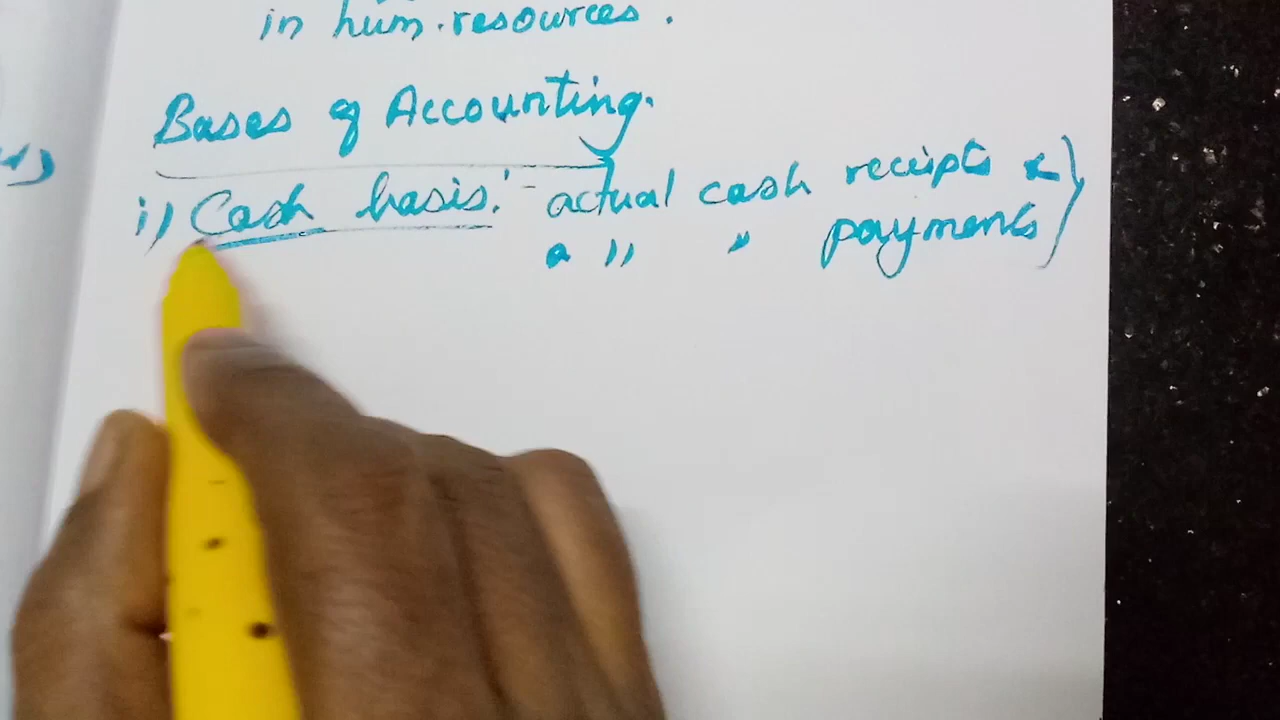 in hum. resources.
Bases of Accounting.
i) Cash basis:- actual cash receipts &
" " payments